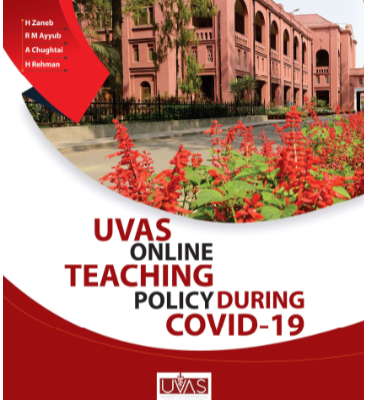 H Zaneb
R M Ayyub
A Chughtai
H Rehman
UVAS
ONLINE
TEACHING
POLICY DURING
COVID-19
UVAS